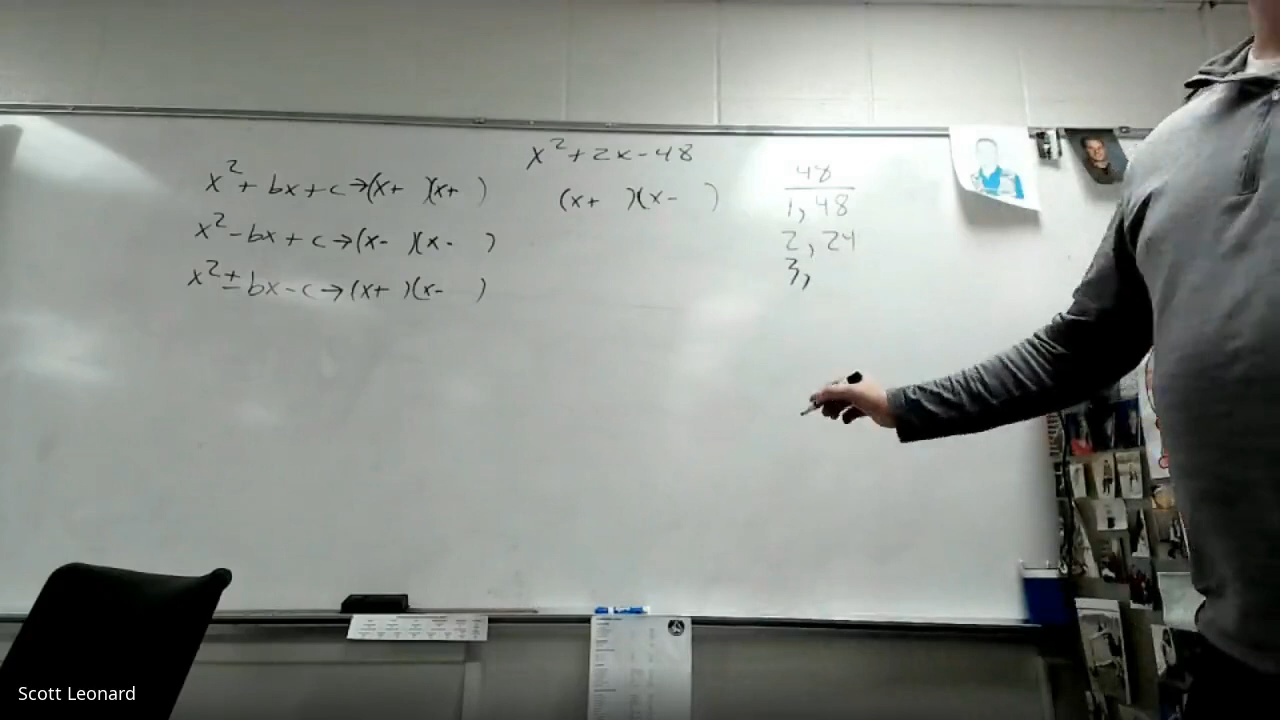 x²+bx+c→(x+ )(x+ )
x²-bx+c→(x- )(x- )
x²±bx-c→(x+ )(x- )
x²+2x-48
(x+ )(x- )
48
1, 48
2, 24
3,
Scott Leonard